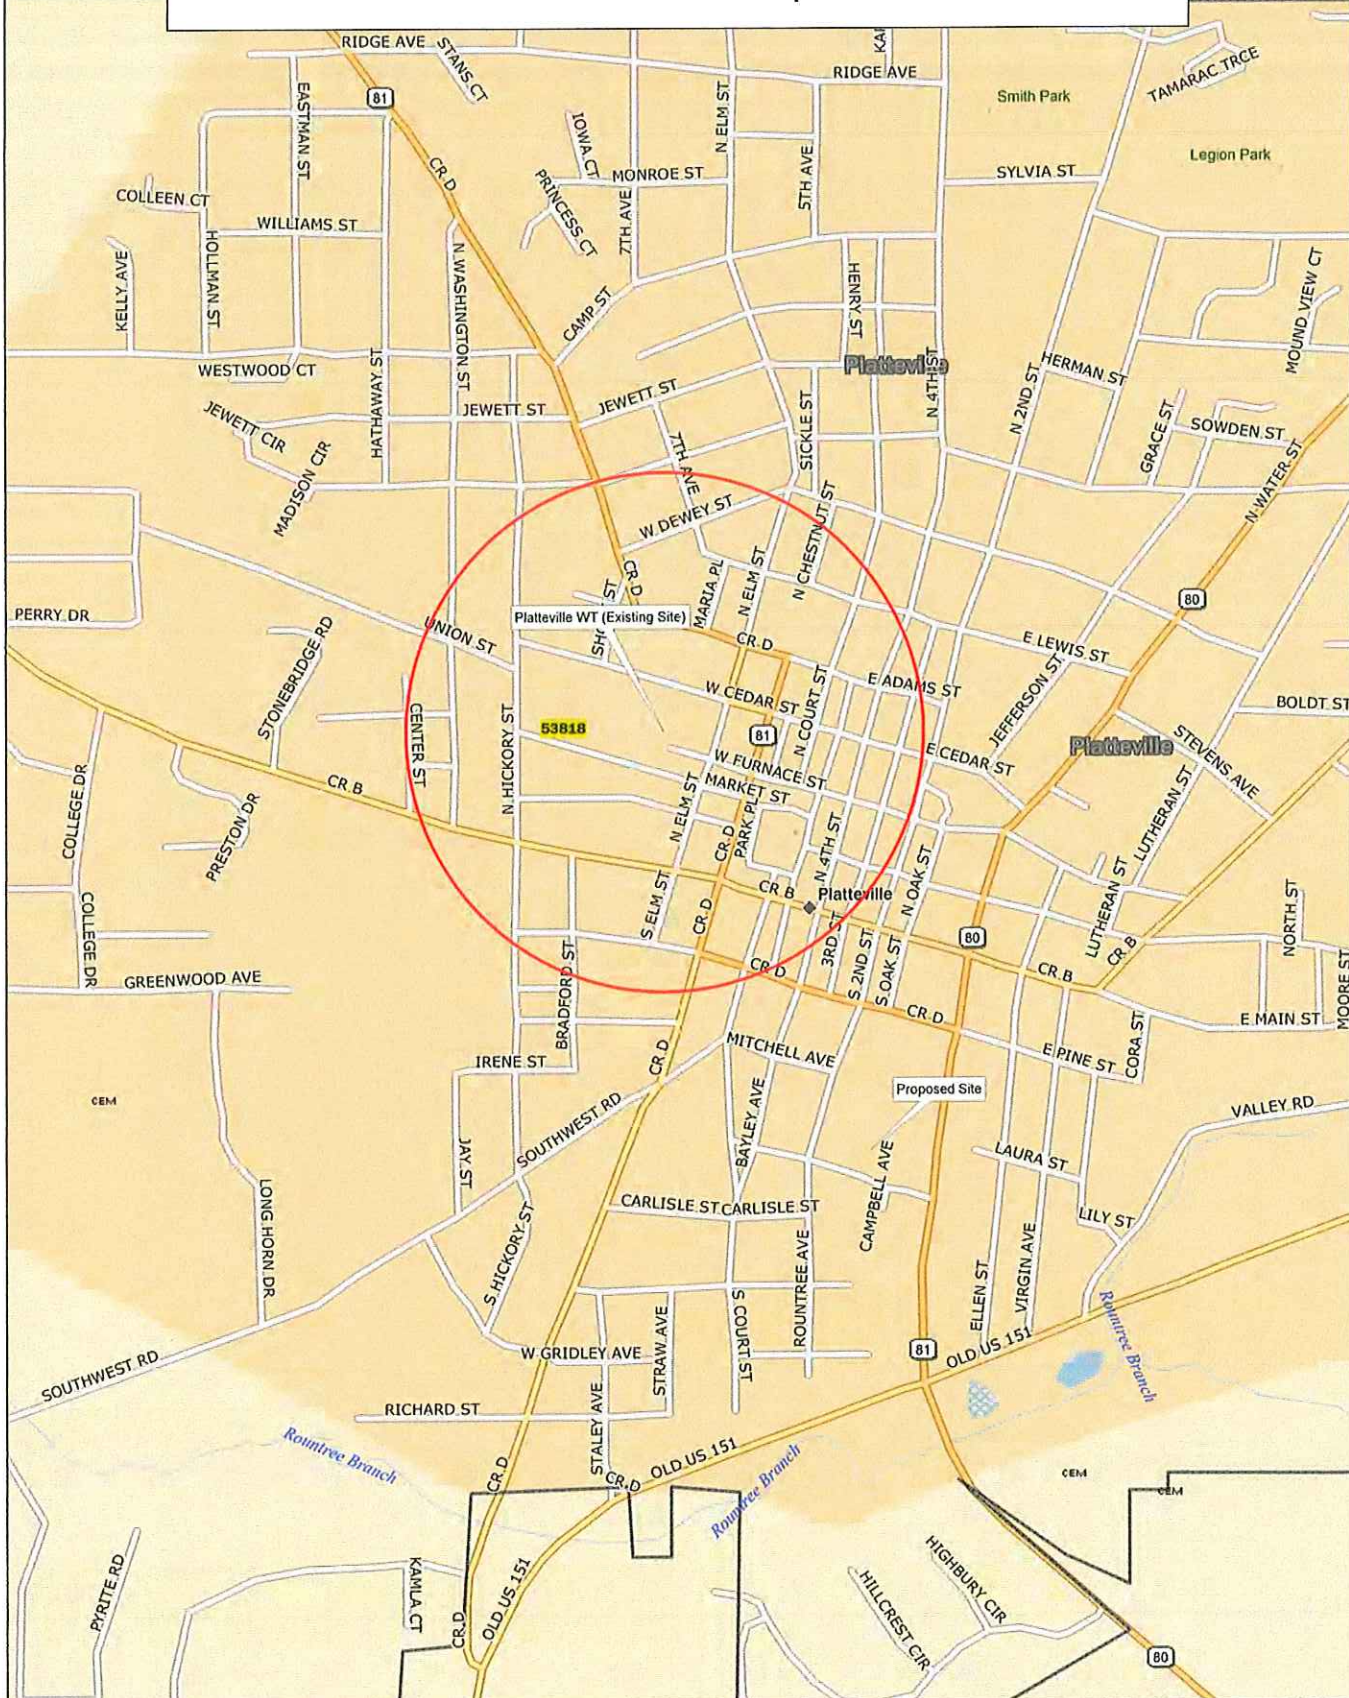 RIDGE AVE
STANS CT
RIDGE AVE
Smith Park
TAMARAC TRCE
81
EASTMAN ST
IOWA CT
N ELM ST
Legion Park
CR D
MONROE ST
SYLVIA ST
PRINCESS CT
5TH AVE
COLLEEN CT
7TH AVE
WILLIAMS ST
KELLY AVE
HOLLMAN ST
N WASHINGTON ST
HENRY ST
MOUND VIEW CT
CAMP ST
Platteville
WESTWOOD CT
HATHAWAY ST
N 4TH ST
HERMAN ST
N 2ND ST
JEWETT ST
JEWETT ST
JEWETT CIR
SICKLE ST
GRACE ST
SOWDEN ST
MADISON CIR
7TH AVE
N WATER ST
W DEWEY ST
N CHESTNUT ST
CR D
MARIA PL
N ELM ST
80
PERRY DR
Platteville WT (Existing Site)
UNION ST
STONEBRIDGE RD
CR D
E LEWIS ST
E ADAMS ST
JEFFERSON ST
W CEDAR ST
N COURT ST
BOLDT ST
CENTER ST
N HICKORY ST
53818
81
Platteville
STEVENS AVE
E CEDAR ST
W FURNACE ST
COLLEGE DR
CR B
MARKET ST
PRESTON DR
N ELM ST
CR D
PARK PL
N 4TH ST
LUTHERAN ST
N OAK ST
S ELM ST
CR B
Platteville
LUTHERAN ST
NORTH ST
COLLEGE DR
CR D
3RD ST
80
CR B
BRADFORD ST
CR D
S 2ND ST
S OAK ST
CR B
GREENWOOD AVE
MOORE ST
CR D
E MAIN ST
IRENE ST
CR D
MITCHELL AVE
E PINE ST
CORA ST
CEM
Proposed Site
SOUTHWEST RD
BAYLEY AVE
VALLEY RD
JAY ST
CAMPBELL AVE
LAURA ST
LONG HORN DR
CARLISLE ST
CARLISLE ST
LILY ST
S HICKORY ST
ROUNTREE AVE
ELLEN ST
VIRGIN AVE
Rountree Branch
STRAW AVE
S COURT ST
W GRIDLEY AVE
81
OLD US 151
SOUTHWEST RD
RICHARD ST
STALEY AVE
Rountree Branch
CR D
CR D
OLD US 151
Rountree Branch
CEM
CEM
PYRITE RD
KAMLA CT
CR D
OLD US 151
HILLCREST CIR
HIGHBURY CIR
80